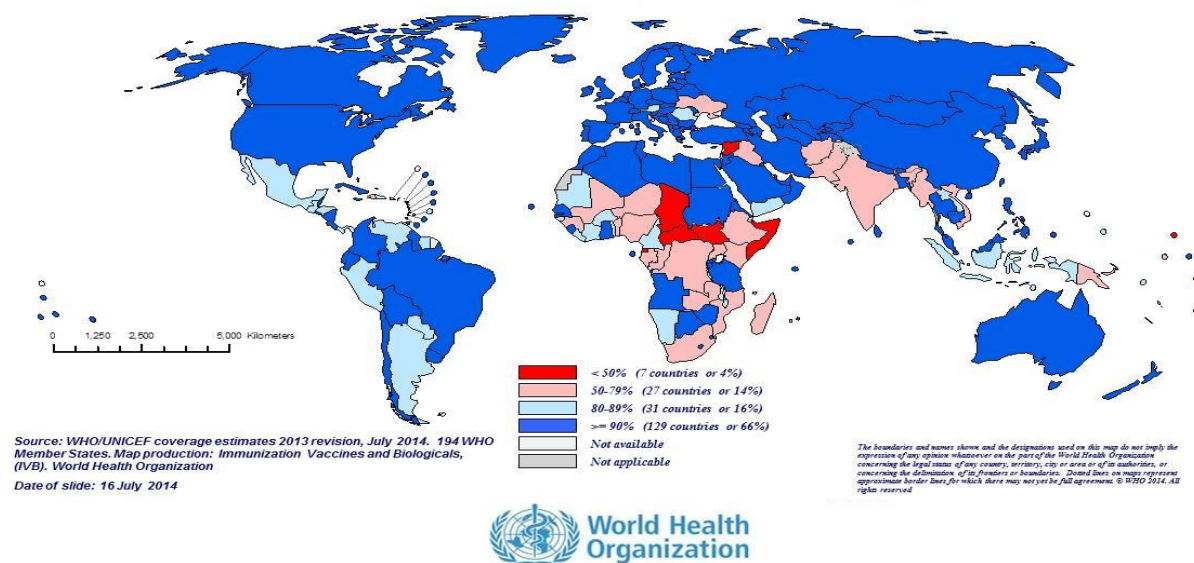 0 1,250 2,500 5,000 Kilometers
< 50% (7 countries or 4%)
50-79% (27 countries or 14%)
80-89% (31 countries or 16%)
>= 90% (129 countries or 66%)
Not available
Not applicable
Source: WHO/UNICEF coverage estimates 2013 revision, July 2014. 194 WHO
Member States. Map production: Immunization Vaccines and Biologicals,
(IVB). World Health Organization
Date of slide: 16 July 2014
The boundaries and names shown and the designations used on this map do not imply the
expression of any opinion whatsoever on the part of the World Health Organization
concerning the legal status of any country, territory, city or area or of its authorities, or
concerning the delimitation of its frontiers or boundaries. Dotted lines on maps represent
approximate border lines for which there may not yet be full agreement. © WHO 2014. All
rights reserved
World Health
Organization